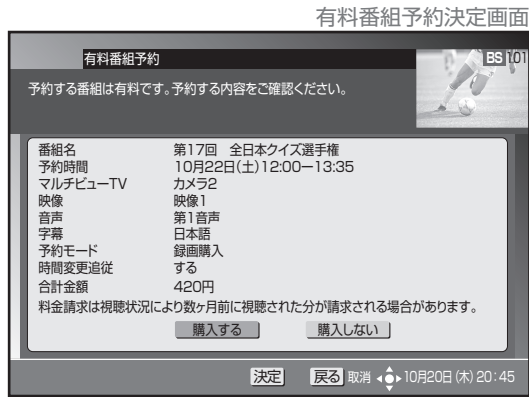 有料番組予約決定画面
有料番組予約
BS 101
予約する番組は有料です。予約する内容をご確認ください。
番組名 第17回 全日本クイズ選手権
予約時間 10月22日(土)12:00－13:35
マルチビューTV カメラ2
映像 映像1
音声 第1音声
字幕 日本語
予約モード 録画購入
時間変更追従 する
合計金額 420円
料金請求は視聴状況により数ヶ月前に視聴された分が請求される場合があります。
購入する 購入しない
決定 戻る 取消 10月20日(木)20:45